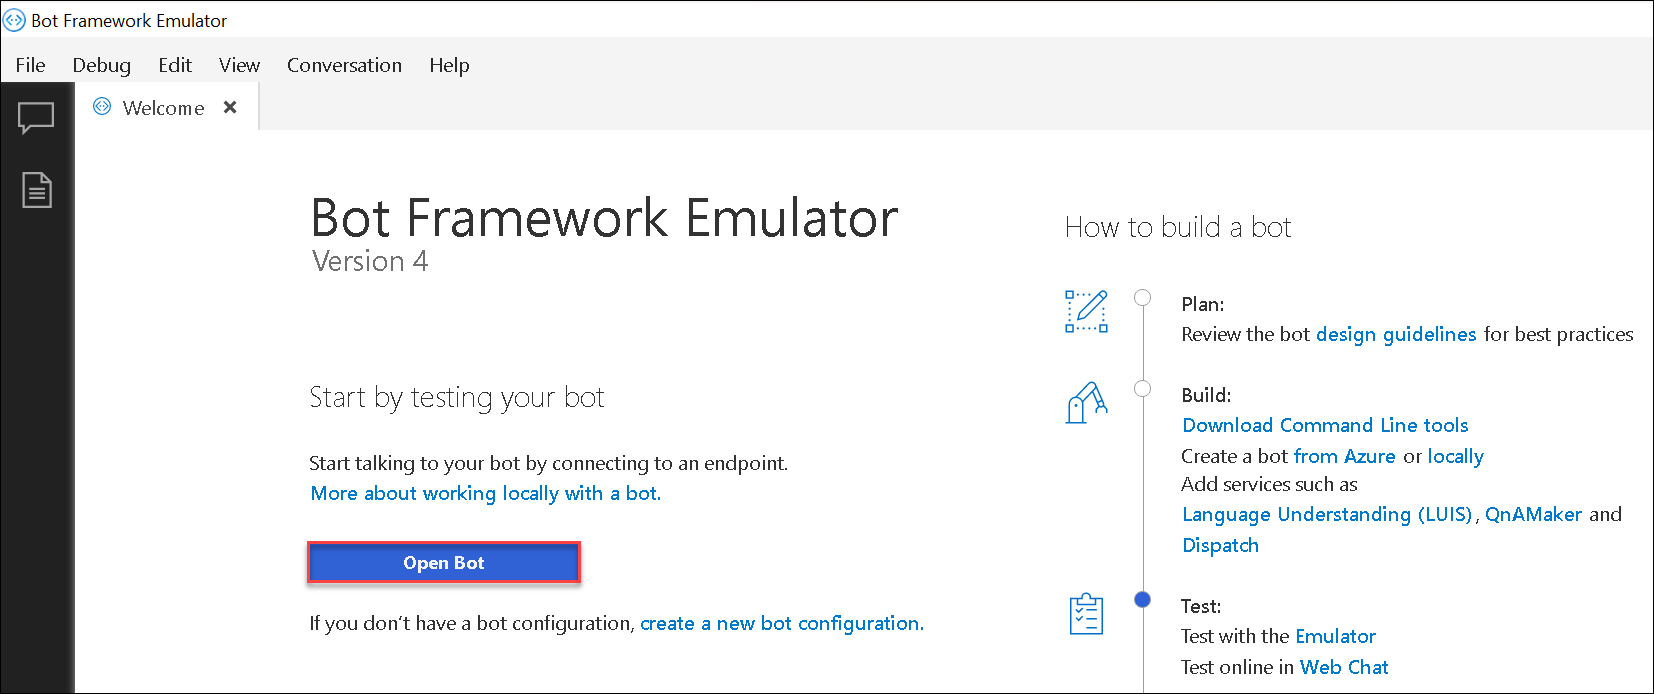 Bot Framework Emulator
File Debug Edit View Conversation Help
Welcome
Bot Framework Emulator
Version 4
Start by testing your bot
Start talking to your bot by connecting to an endpoint.
More about working locally with a bot.
Open Bot
If you don't have a bot configuration, create a new bot configuration.
How to build a bot
Plan:
Review the bot design guidelines for best practices
Build:
Download Command Line tools
Create a bot from Azure or locally
Add services such as
Language Understanding (LUIS), QnAMaker and
Dispatch
Test:
Test with the Emulator
Test online in Web Chat